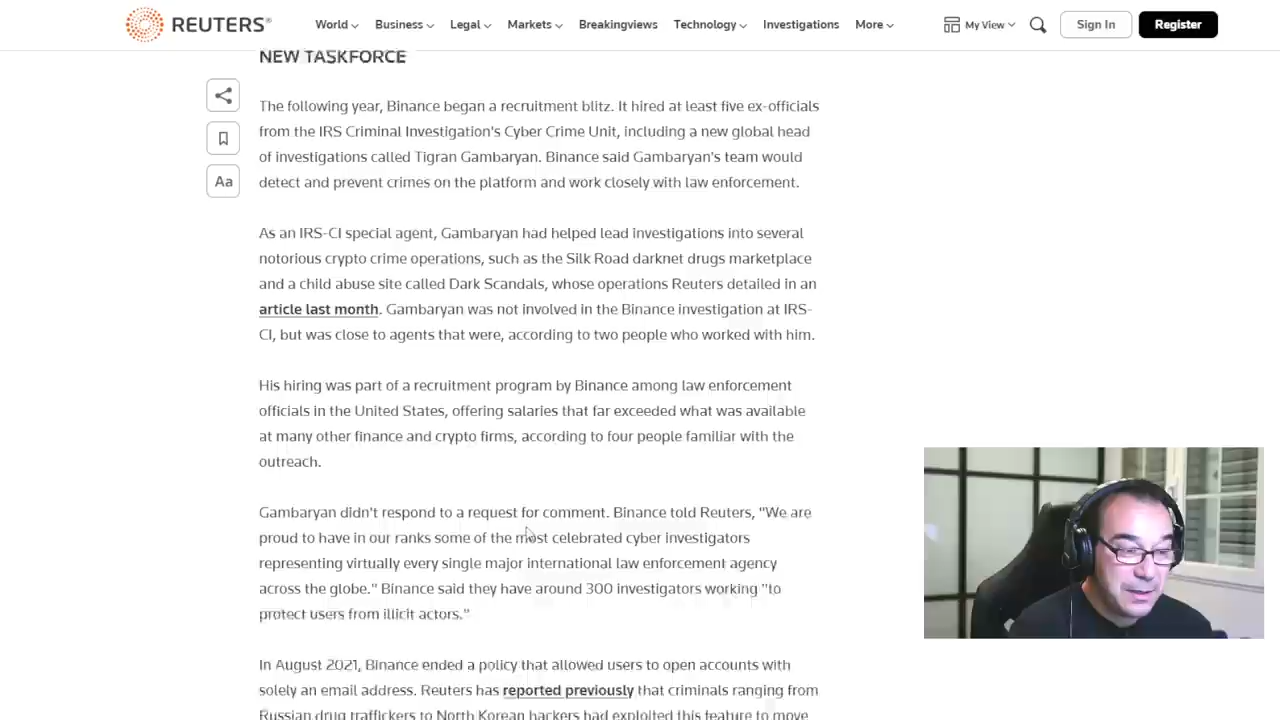 REUTERS®
World
Business
Legal
Markets
Breakingviews
Technology
Investigations
More
My View
Sign In
Register
NEW TASKFORCE
Aa
The following year, Binance began a recruitment blitz. It hired at least five ex-officials
from the IRS Criminal Investigation's Cyber Crime Unit, including a new global head
of investigations called Tigran Gambaryan. Binance said Gambaryan's team would
detect and prevent crimes on the platform and work closely with law enforcement.
As an IRS-CI special agent, Gambaryan had helped lead investigations into several
notorious crypto crime operations, such as the Silk Road darknet drugs marketplace
and a child abuse site called Dark Scandals, whose operations Reuters detailed in an
article last month. Gambaryan was not involved in the Binance investigation at IRS-
CI, but was close to agents that were, according to two people who worked with him.
His hiring was part of a recruitment program by Binance among law enforcement
officials in the United States, offering salaries that far exceeded what was available
at many other finance and crypto firms, according to four people familiar with the
outreach.
Gambaryan didn't respond to a request for comment. Binance told Reuters, "We are
proud to have in our ranks some of the most celebrated cyber investigators
representing virtually every single major international law enforcement agency
across the globe." Binance said they have around 300 investigators working "to
protect users from illicit actors."
In August 2021, Binance ended a policy that allowed users to open accounts with
solely an email address. Reuters has reported previously that criminals ranging from
Russian drug traffickers to North Korean hackers had exploited this feature to move